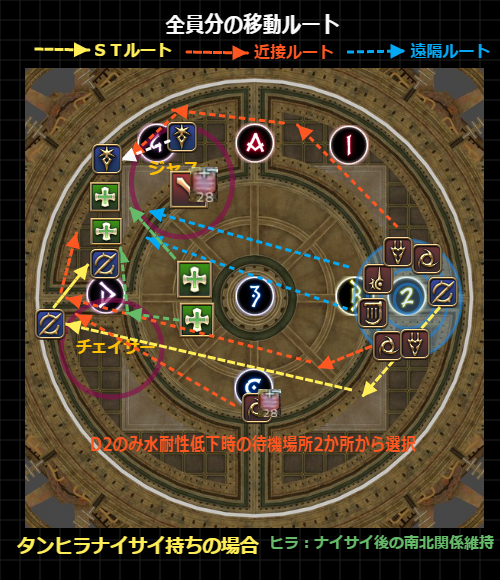 全員分の移動ルート
STルート
近接ルート
遠隔ルート
A
1
ジャス
28
D
3
B
2
チェイサー
C
28
D2のみ水耐性低下時の待機場所2か所から選択
タンヒラナイサイ持ちの場合
ヒラ：ナイサイ後の南北関係維持